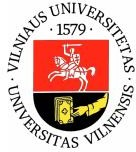 VILNIAUS UNIVERSITETAS
· 1579 ·
UNIVERSITAS VILNENSIS